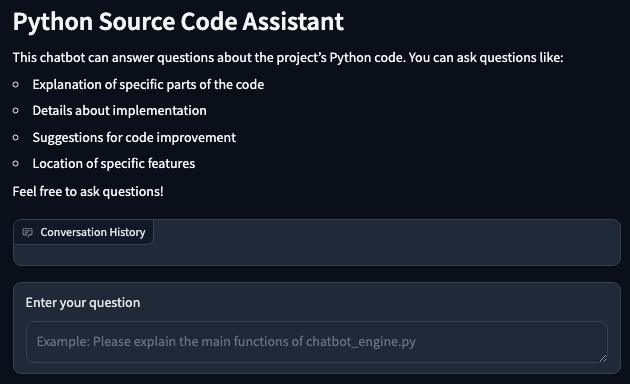 Python Source Code Assistant
This chatbot can answer questions about the project's Python code. You can ask questions like:
Explanation of specific parts of the code
Details about implementation
Suggestions for code improvement
Location of specific features
Feel free to ask questions!
Conversation History
Enter your question
Example: Please explain the main functions of chatbot_engine.py